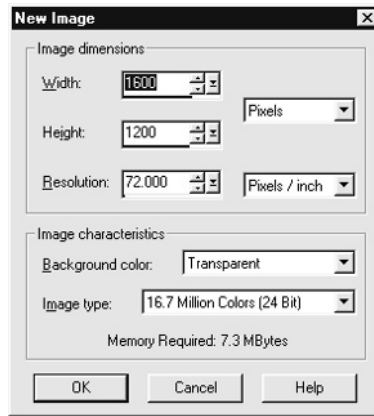 New Image
Image dimensions
Width: 1600
Pixels
Height: 1200
Resolution: 72.000 Pixels / inch
Image characteristics
Background color: Transparent
Image type: 16.7 Million Colors (24 Bit)
Memory Required: 7.3 MBytes
OK Cancel Help